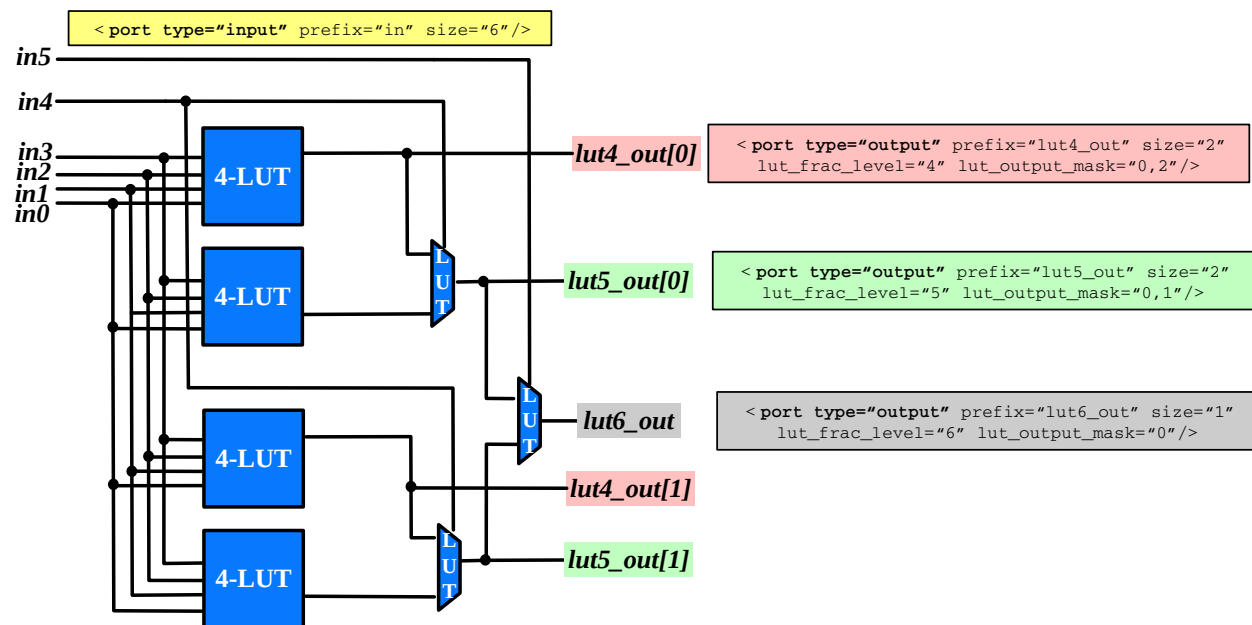 < port type=“input” prefix=“in” size=“6”/>
in5
in4
in3
in2
in1
in0
4-LUT
lut4_out[0]
< port type=“output” prefix=“lut4_out” size=“2”
lut_frac_level=“4” lut_output_mask=“0,2”/>
4-LUT
LUT
lut5_out[0]
< port type=“output” prefix=“lut5_out” size=“2”
lut_frac_level=“5” lut_output_mask=“0,1”/>
LUT
lut6_out
< port type=“output” prefix=“lut6_out” size=“1”
lut_frac_level=“6” lut_output_mask=“0”/>
4-LUT
lut4_out[1]
4-LUT
LUT
lut5_out[1]